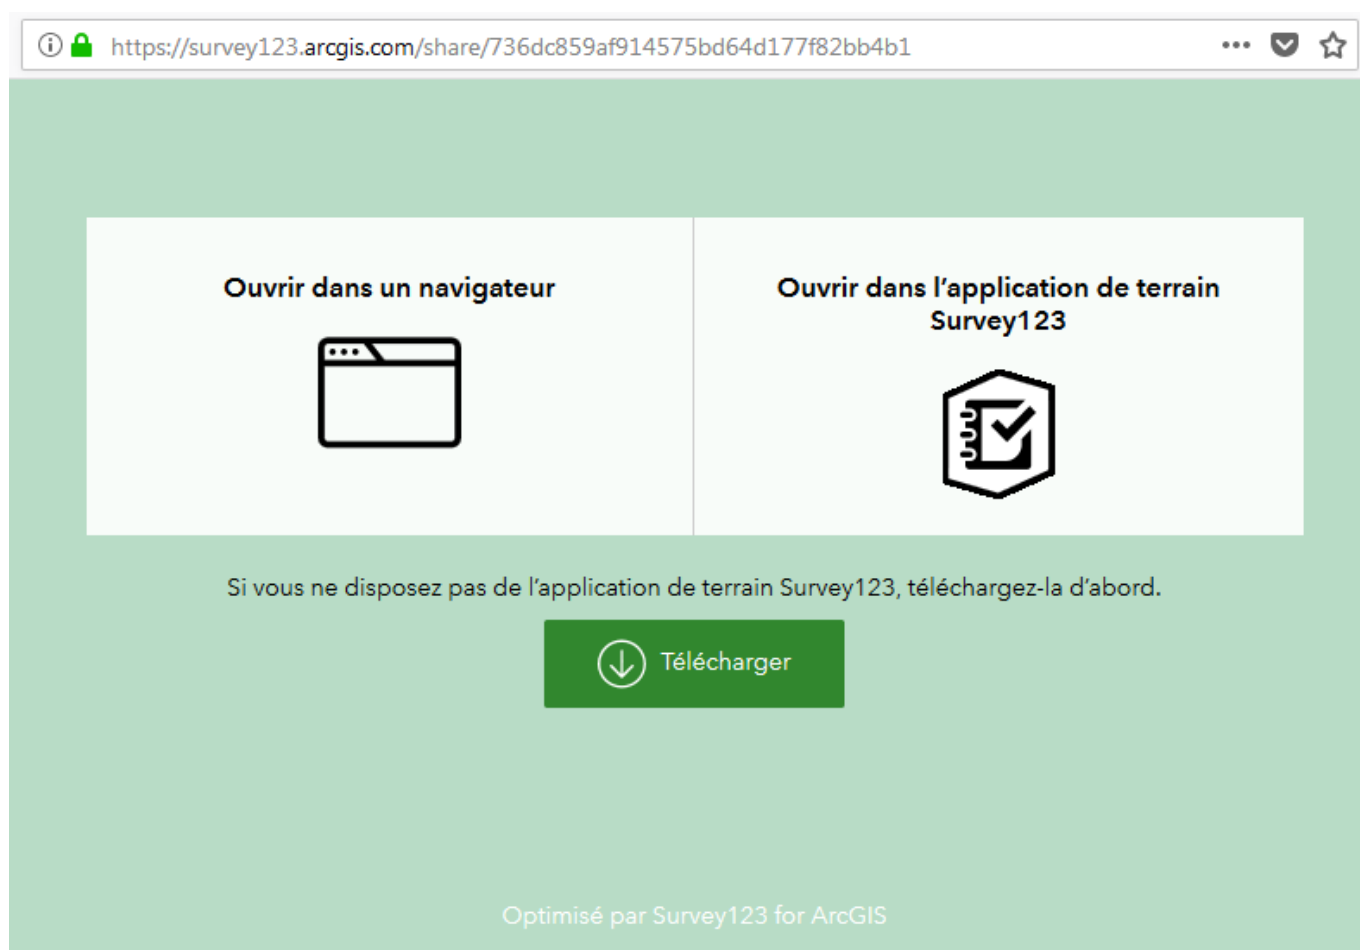 https://survey123.arcgis.com/share/736dc859af914575bd64d177f82bb4b1
Ouvrir dans un navigateur
Ouvrir dans l’application de terrain
Survey123
Si vous ne disposez pas de l’application de terrain Survey123, téléchargez-la d’abord.
Télécharger
Optimisé par Survey123 for ArcGIS